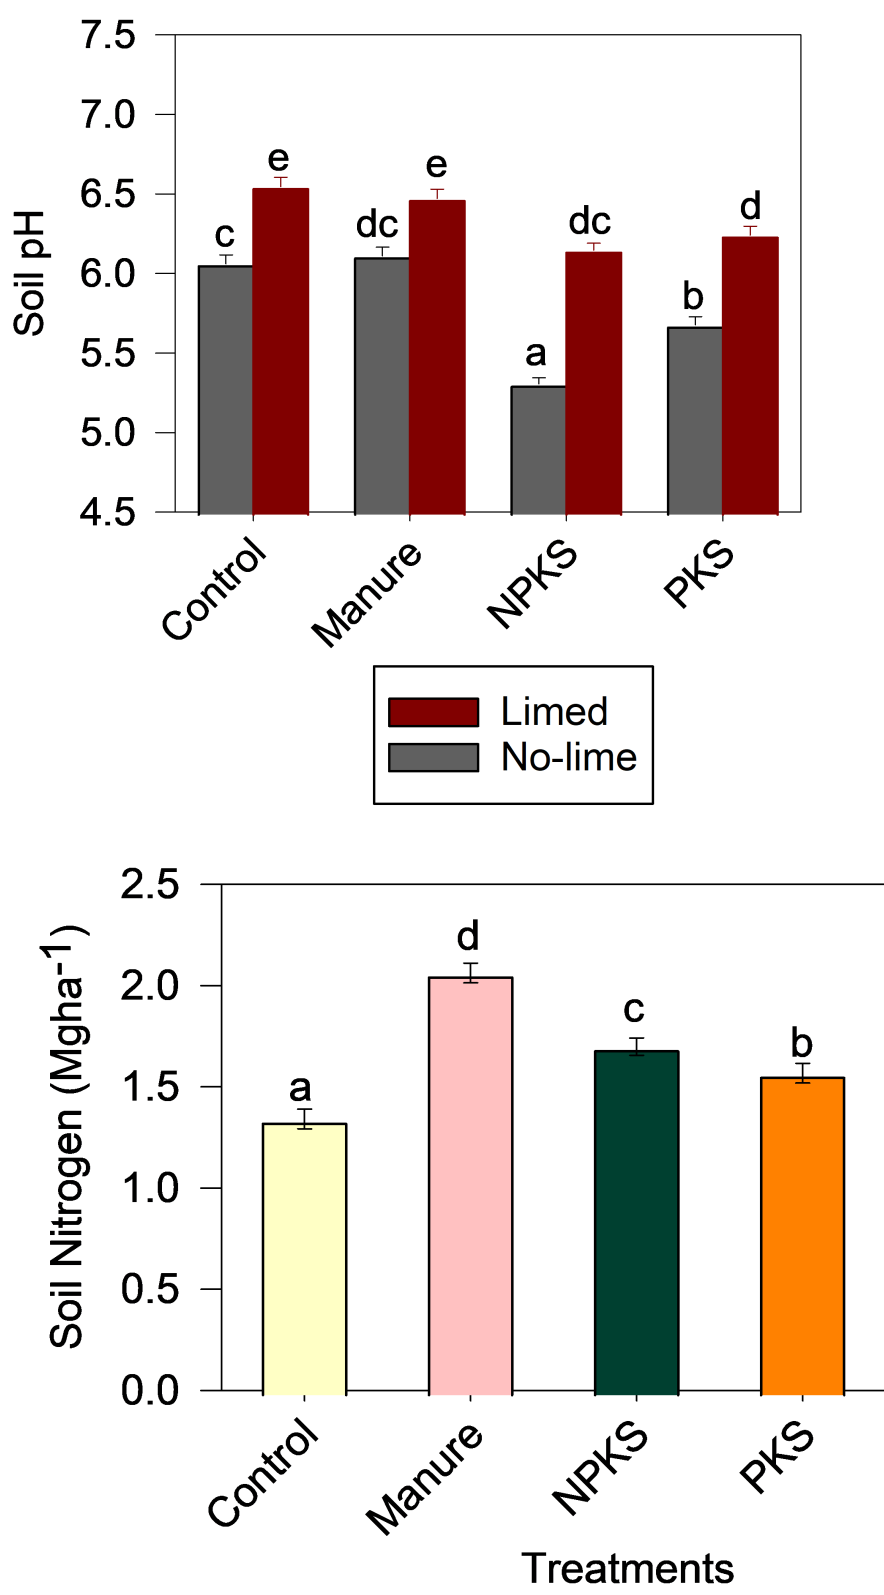 7.5
7.0
6.5
6.0
5.5
5.0
4.5
Soil pH
c e dc e a dc b d
Control Manure NPKS PKS
Limed
No-lime
2.5
2.0
1.5
1.0
0.5
0.0
Soil Nitrogen (Mgha-1)
a d c b
Control Manure NPKS PKS
Treatments